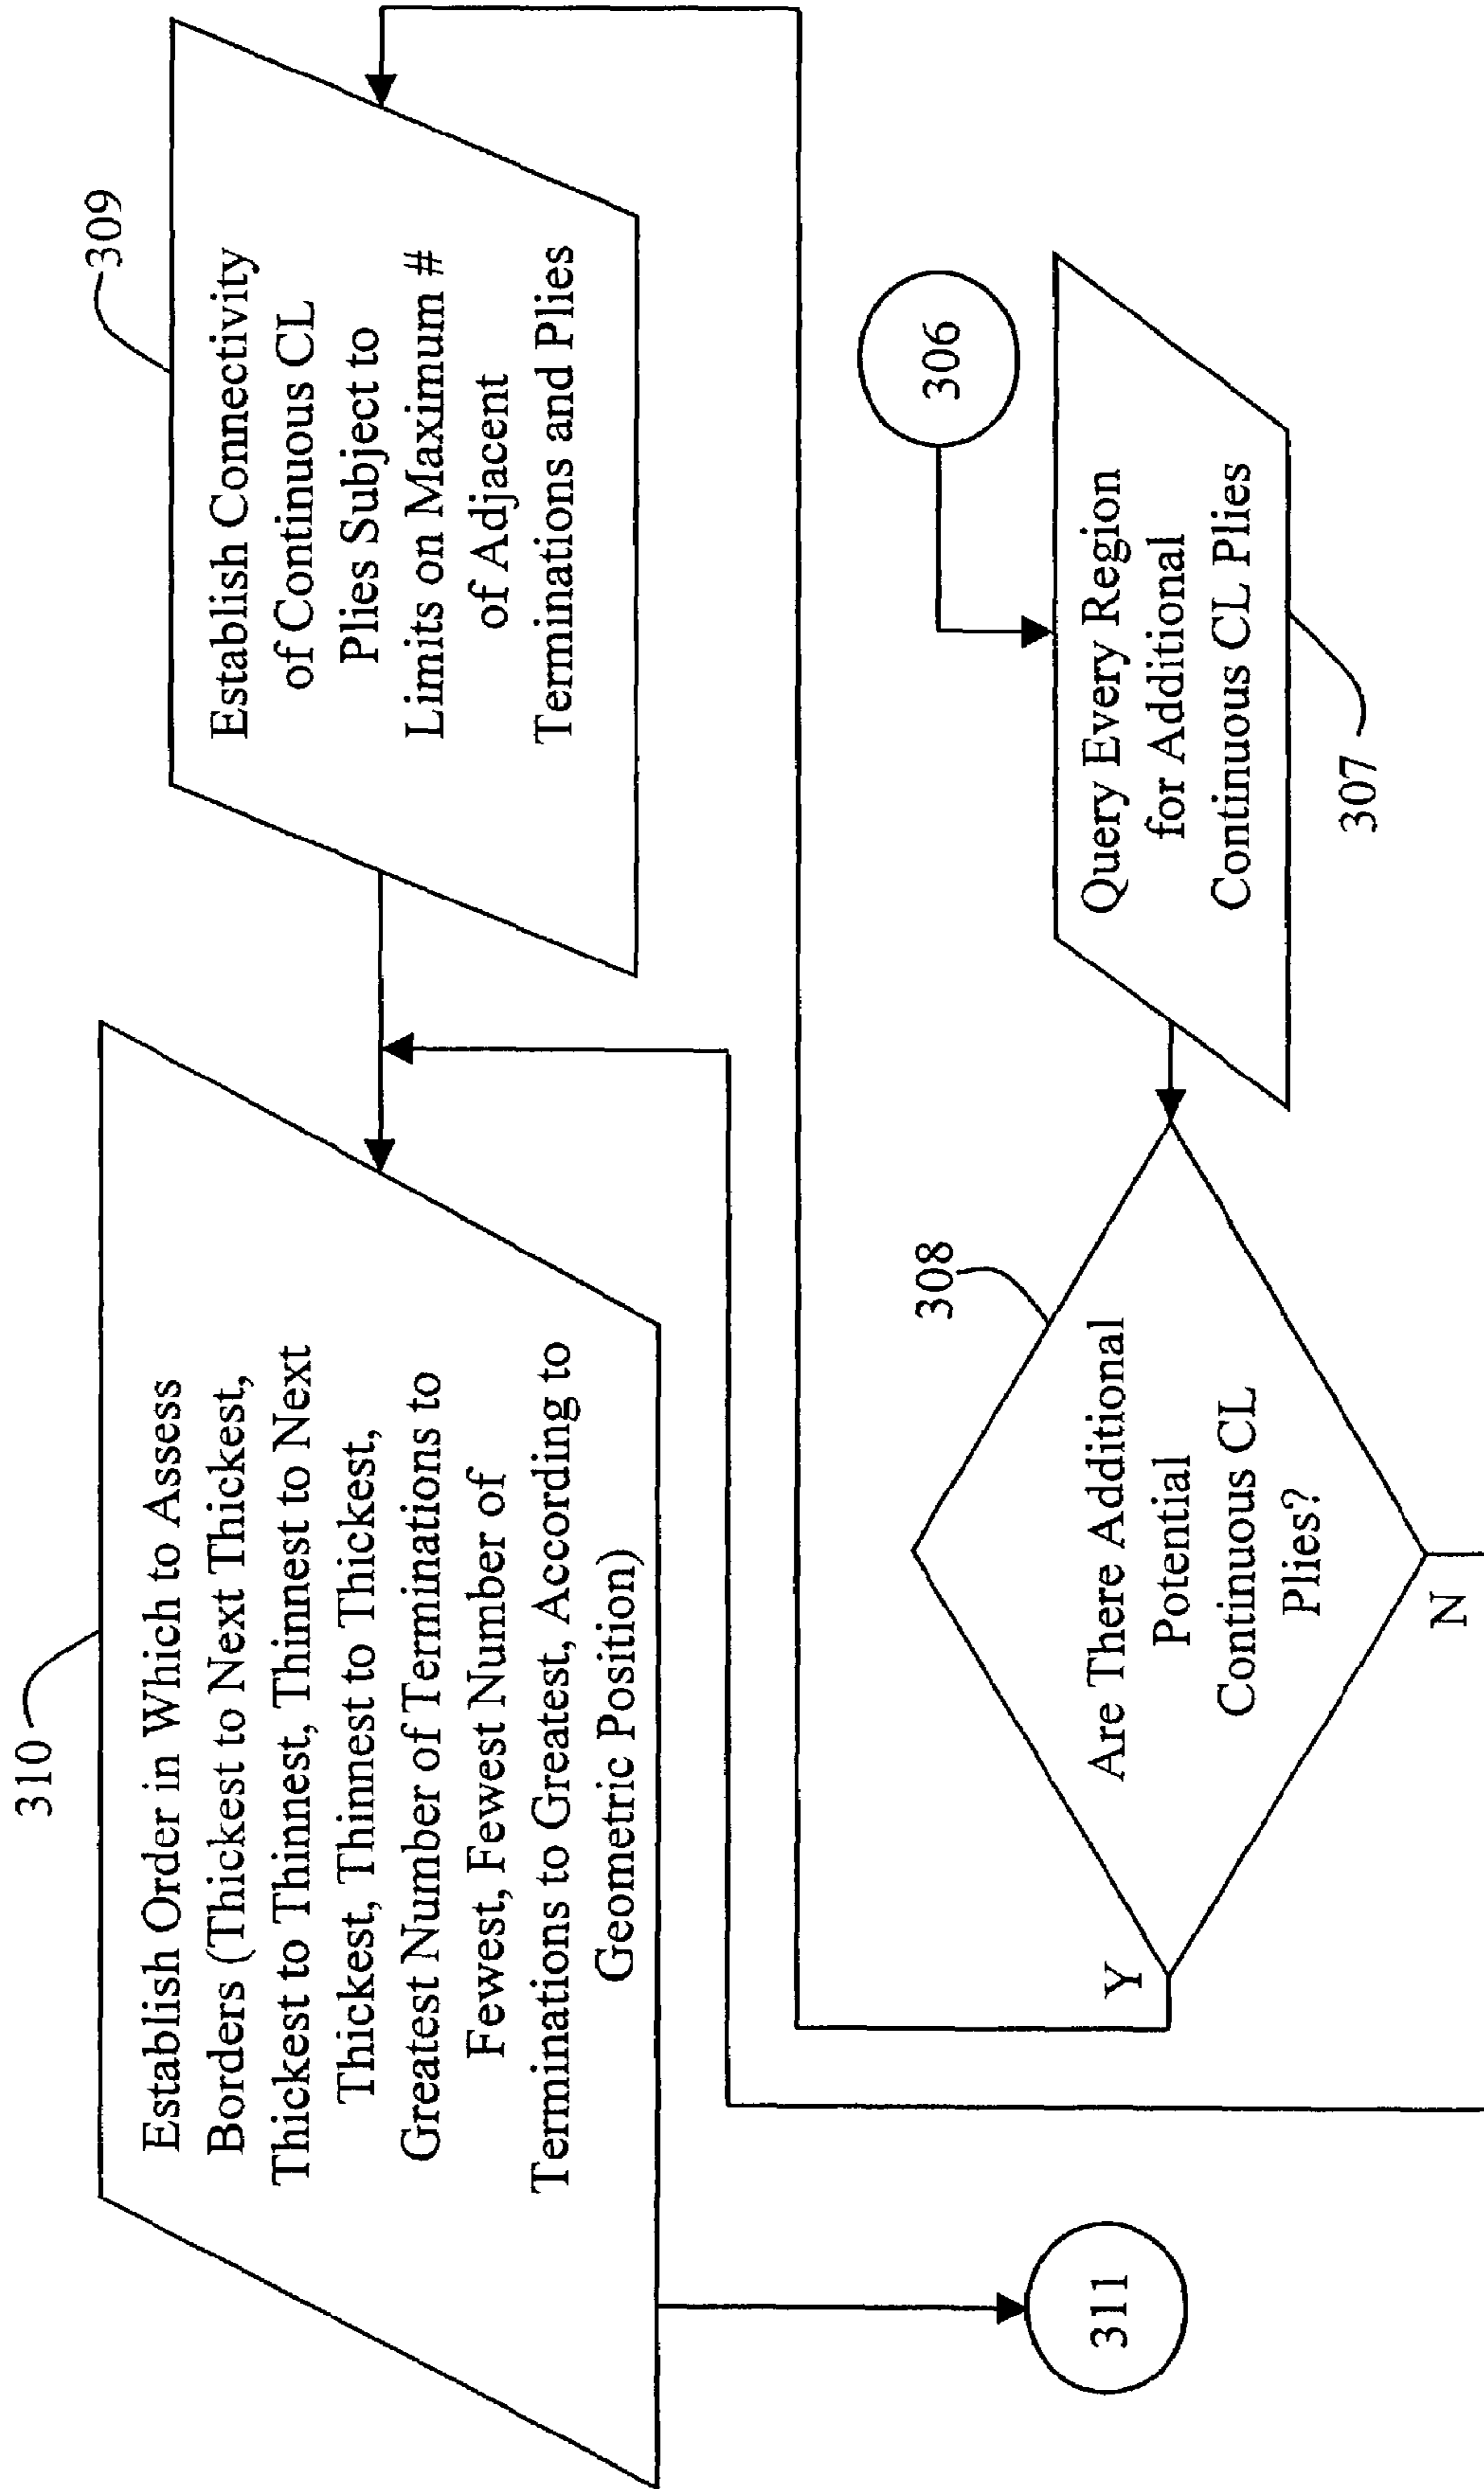 310
Establish Order in Which to Assess
Borders (Thickest to Next Thickest,
Thickest to Thinnest, Thinnest to Next
Thickest, Thinnest to Thickest,
Greatest Number of Terminations to
Fewest, Fewest Number of
Terminations to Greatest, According to
Geometric Position)
309
Establish Connectivity
of Continuous CL
Plies Subject to
Limits on Maximum #
of Adjacent
Terminations and Plies
311
308
Y
Are There Additional
Potential
Continuous CL
Plies?
N
306
Query Every Region
for Additional
Continuous CL Plies
307